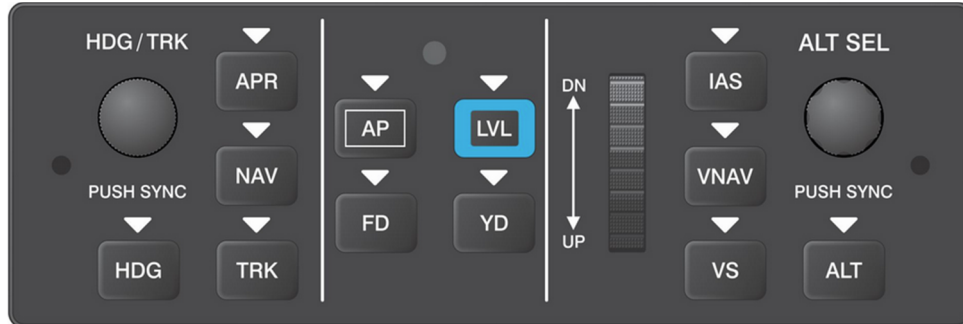 HDG/TRK
PUSH SYNC
HDG
APR
NAV
TRK
AP
LVL
FD
YD
DN
UP
IAS
VNAV
VS
ALT SEL
PUSH SYNC
ALT